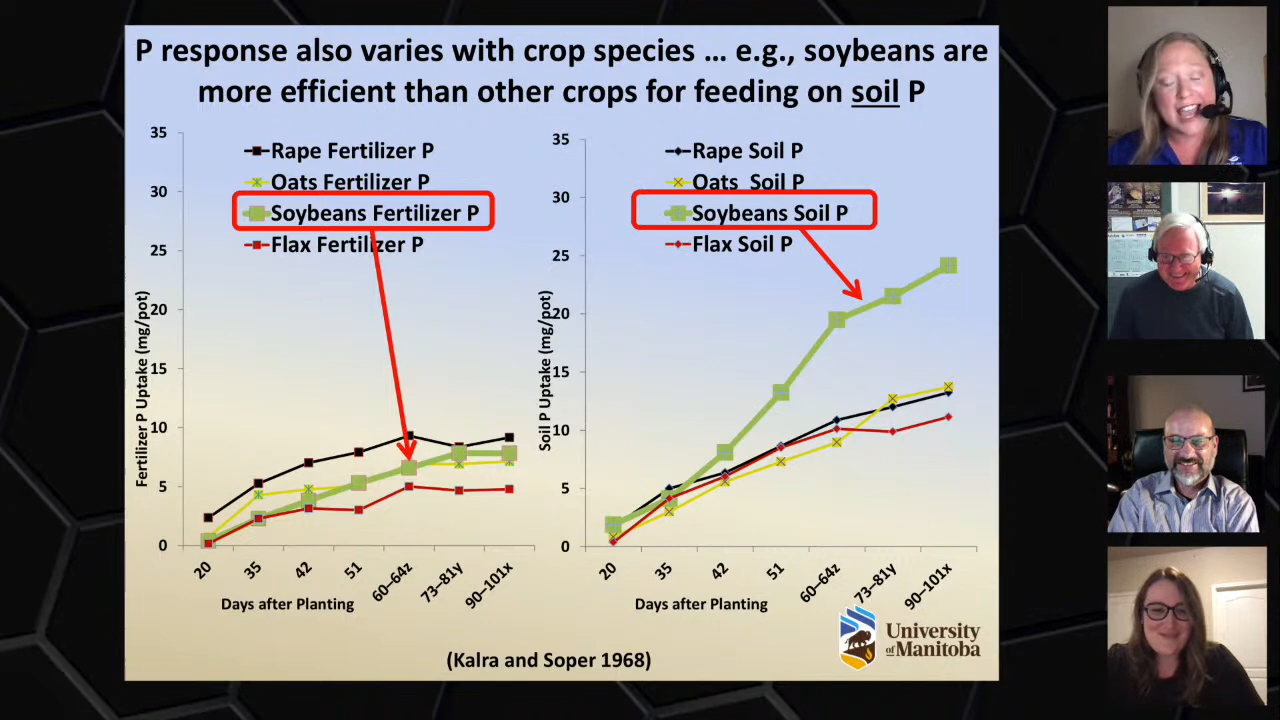 P response also varies with crop species … e.g., soybeans are
more efficient than other crops for feeding on soil P
35
30
25
20
15
10
5
0
Fertilizer P Uptake (mg/pot)
Rape Fertilizer P
Oats Fertilizer P
Soybeans Fertilizer P
Flax Fertilizer P
20
35
42
51
60–64z
73–81y
90–101x
Days after Planting
35
30
25
20
15
10
5
0
Soil P Uptake (mg/pot)
Rape Soil P
Oats Soil P
Soybeans Soil P
Flax Soil P
20
35
42
51
60–64z
73–81y
90–101x
Days after Planting
(Kalra and Soper 1968)
University
of Manitoba